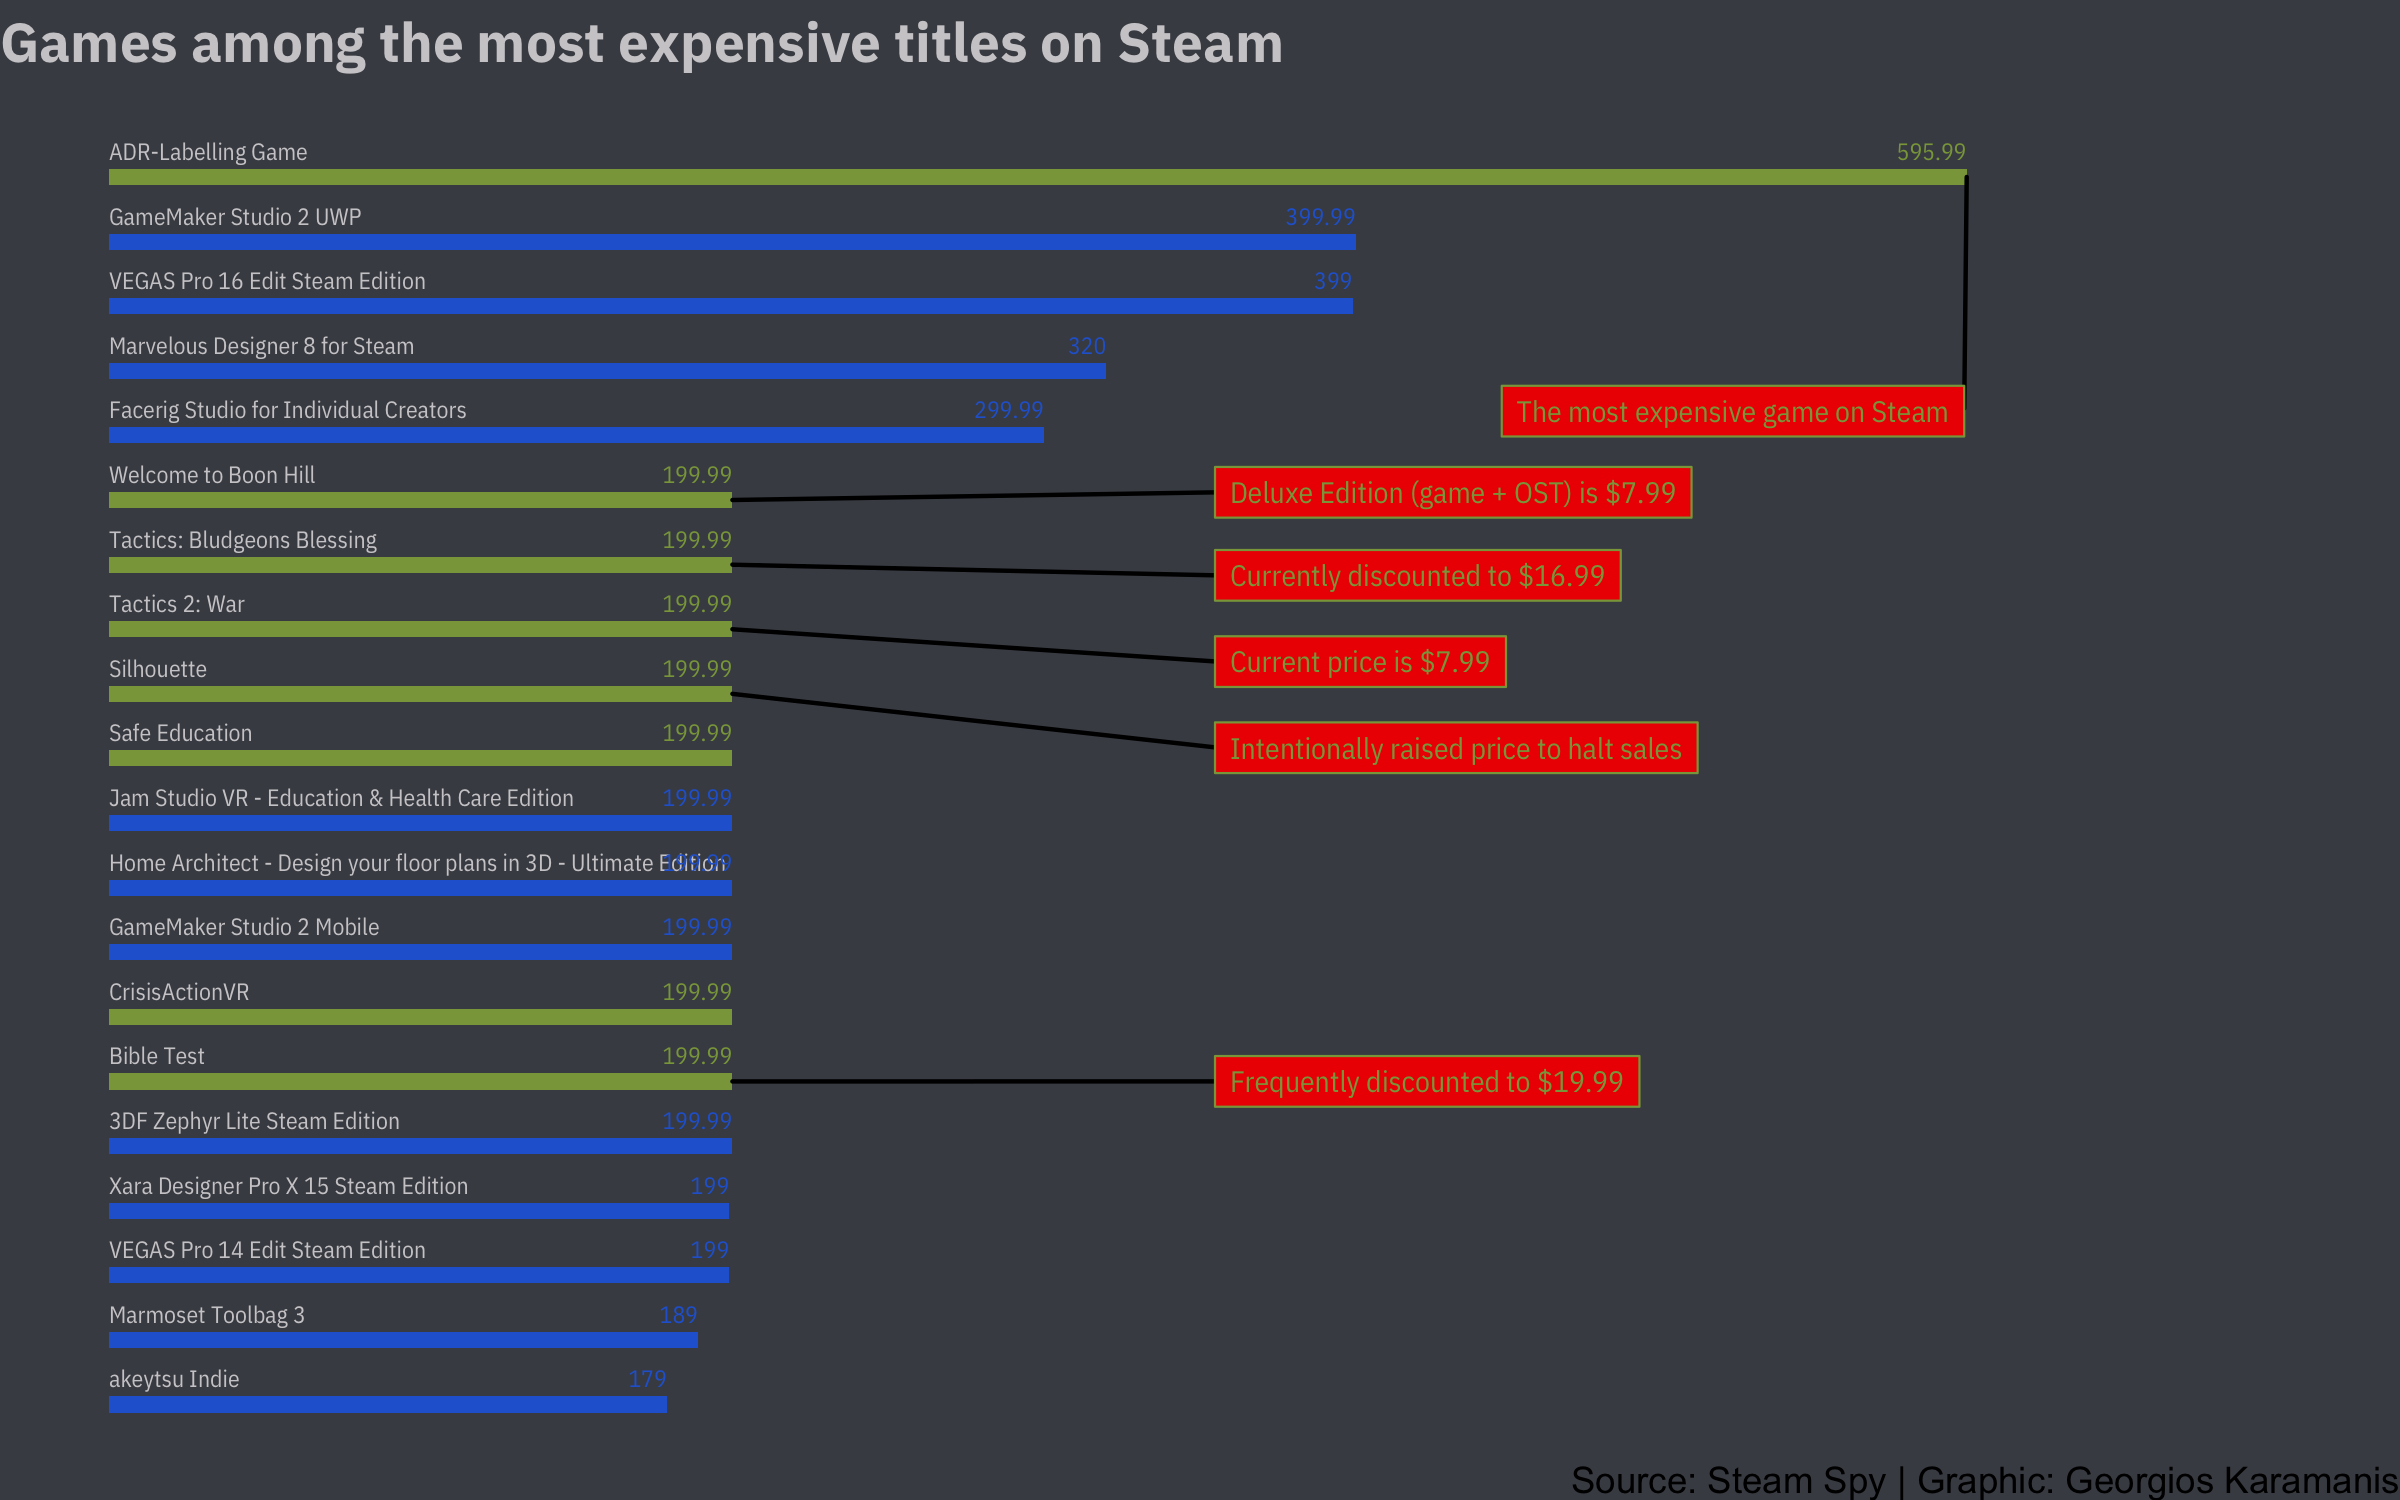 Games among the most expensive titles on Steam
ADR-Labelling Game 595.99
GameMaker Studio 2 UWP 399.99
VEGAS Pro 16 Edit Steam Edition 399
Marvelous Designer 8 for Steam 320
Facerig Studio for Individual Creators 299.99
The most expensive game on Steam
Welcome to Boon Hill 199.99
Deluxe Edition (game + OST) is $7.99
Tactics: Bludgeons Blessing 199.99
Currently discounted to $16.99
Tactics 2: War 199.99
Current price is $7.99
Silhouette 199.99
Intentionally raised price to halt sales
Safe Education 199.99
Jam Studio VR - Education & Health Care Edition 199.99
Home Architect - Design your floor plans in 3D - Ultimate Edition 199.99
GameMaker Studio 2 Mobile 199.99
CrisisActionVR 199.99
Bible Test 199.99
Frequently discounted to $19.99
3DF Zephyr Lite Steam Edition 199.99
Xara Designer Pro X 15 Steam Edition 199
VEGAS Pro 14 Edit Steam Edition 199
Marmoset Toolbag 3 189
akeytsu Indie 179
Source: Steam Spy | Graphic: Georgios Karamanis